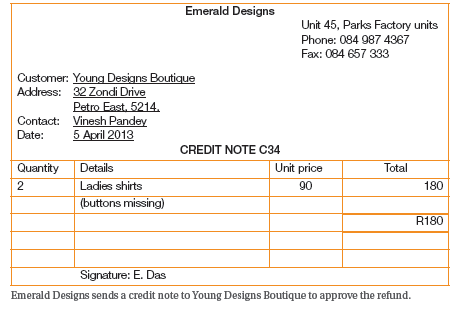 Emerald Designs
Unit 45, Parks Factory units
Phone: 084 987 4367
Fax: 084 657 333
Customer: Young Designs Boutique
Address: 32 Zondi Drive
Petro East, 5214,
Contact: Vinesh Pandey
Date: 5 April 2013
CREDIT NOTE C34
Quantity Details Unit price Total
2 Ladies shirts 90 180
(buttons missing)
R180
Signature: E. Das
Emerald Designs sends a credit note to Young Designs Boutique to approve the refund.